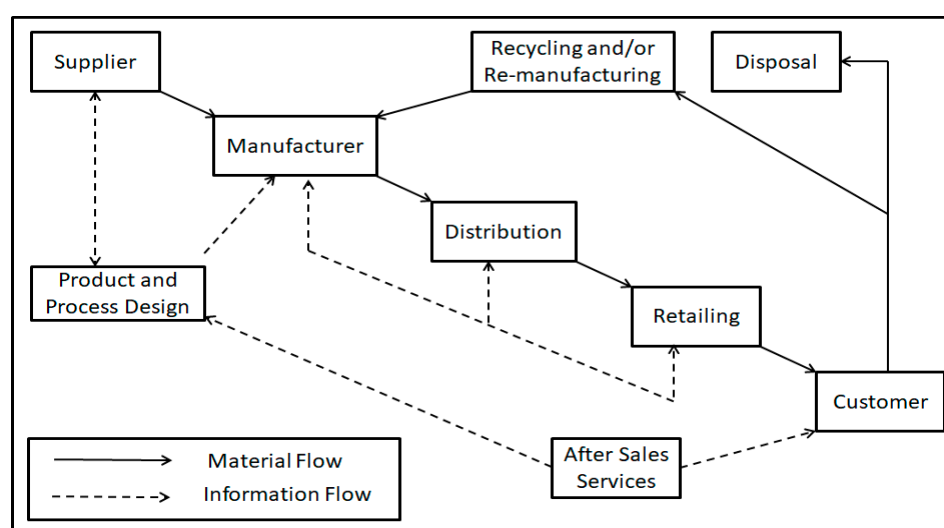 Supplier
Recycling and/or
Re-manufacturing
Disposal
Manufacturer
Distribution
Product and
Process Design
Retailing
Customer
After Sales
Services
Material Flow
Information Flow